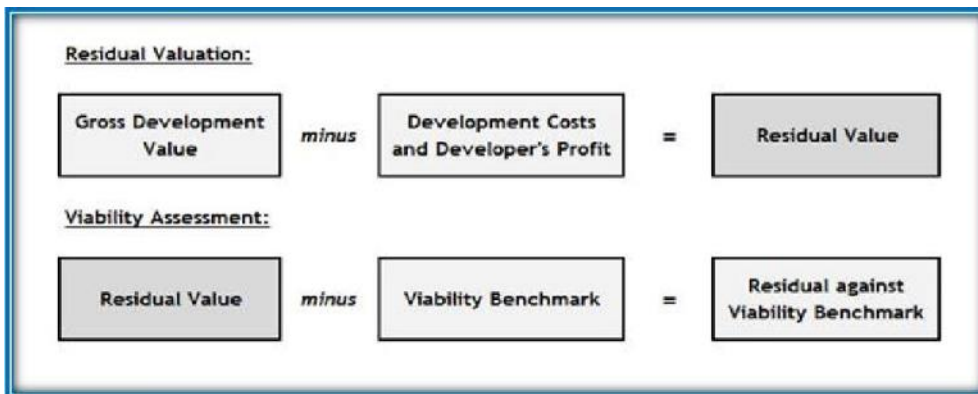 Residual Valuation:
Gross Development
Value
minus
Development Costs
and Developer's Profit
=
Residual Value
Viability Assessment:
Residual Value
minus
Viability Benchmark
=
Residual against
Viability Benchmark